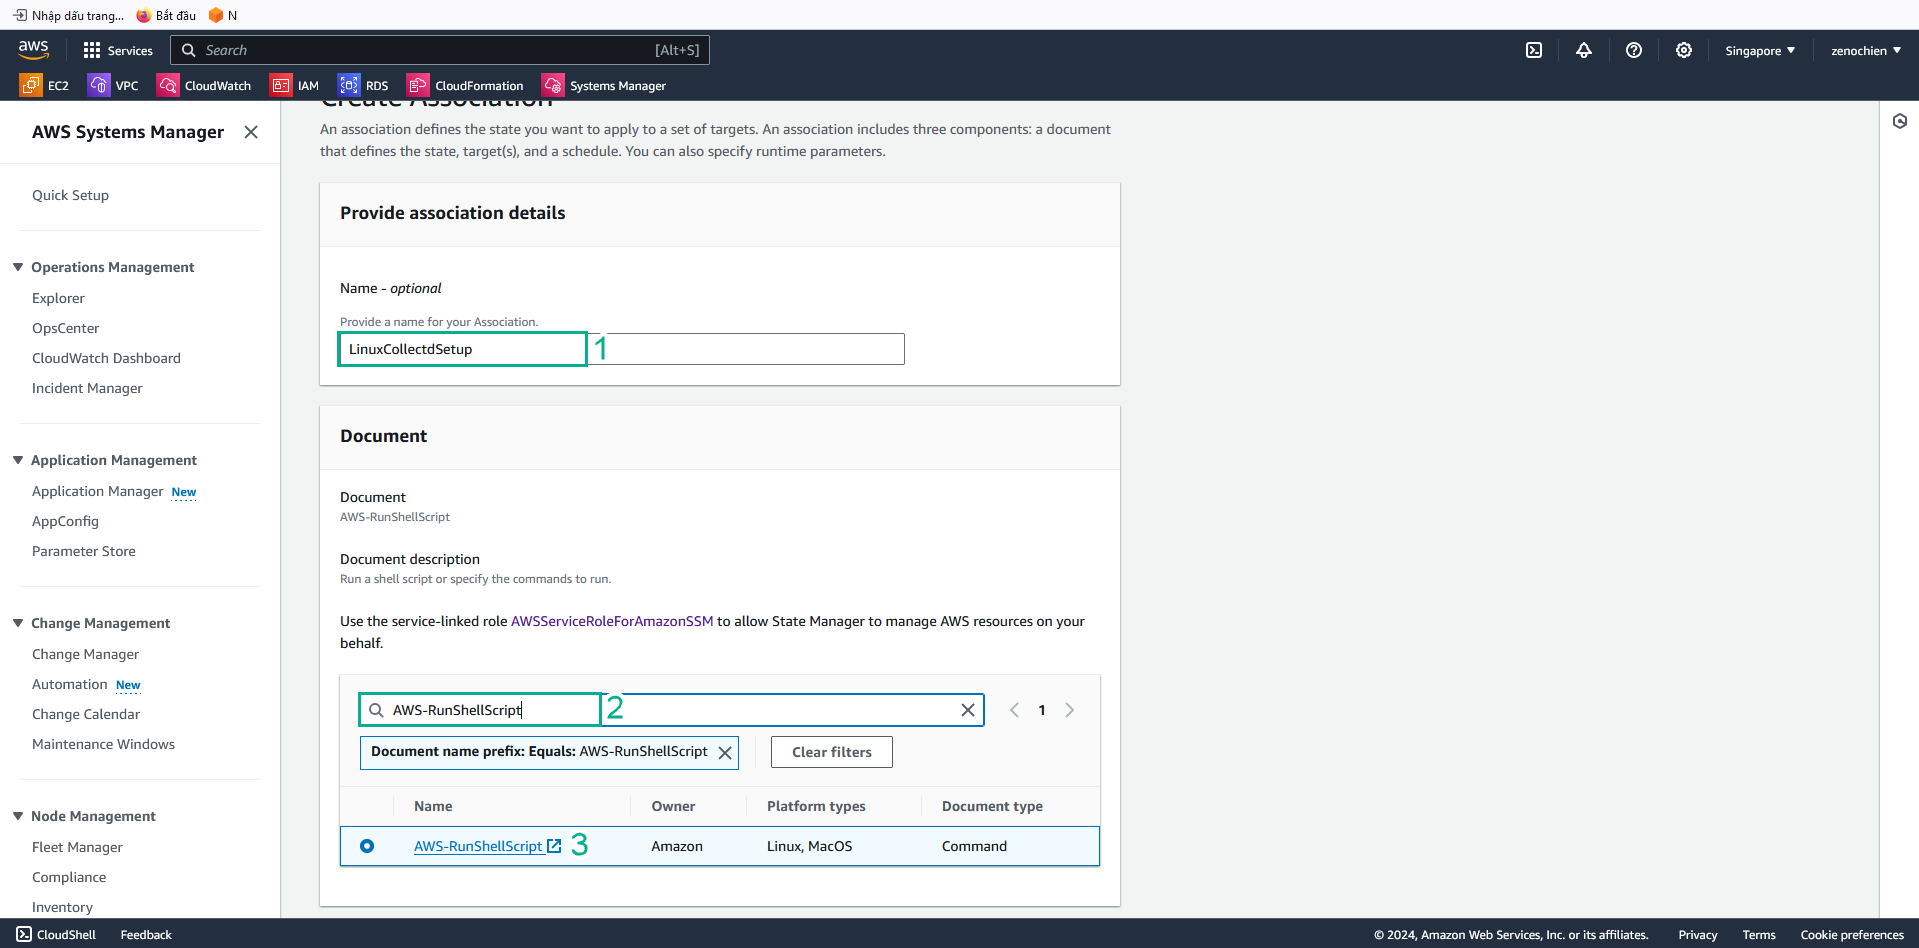 Nhập dấu trang... Bắt đầu N
aws Services Search [Alt+S] Singapore zenochien
EC2 VPC CloudWatch IAM RDS CloudFormation Systems Manager
AWS Systems Manager
Quick Setup
Operations Management
Explorer
OpsCenter
CloudWatch Dashboard
Incident Manager
Application Management
Application Manager New
AppConfig
Parameter Store
Change Management
Change Manager
Automation New
Change Calendar
Maintenance Windows
Node Management
Fleet Manager
Compliance
Inventory
Create Association
An association defines the state you want to apply to a set of targets. An association includes three components: a document
that defines the state, target(s), and a schedule. You can also specify runtime parameters.
Provide association details
Name - optional
Provide a name for your Association.
LinuxCollectdSetup 1
Document
Document
AWS-RunShellScript
Document description
Run a shell script or specify the commands to run.
Use the service-linked role AWSServiceRoleForAmazonSSM to allow State Manager to manage AWS resources on your
behalf.
AWS-RunShellScript 2 1
Document name prefix: Equals: AWS-RunShellScript Clear filters
Name Owner Platform types Document type
AWS-RunShellScript 3 Amazon Linux, MacOS Command
CloudShell Feedback © 2024, Amazon Web Services, Inc. or its affiliates. Privacy Terms Cookie preferences